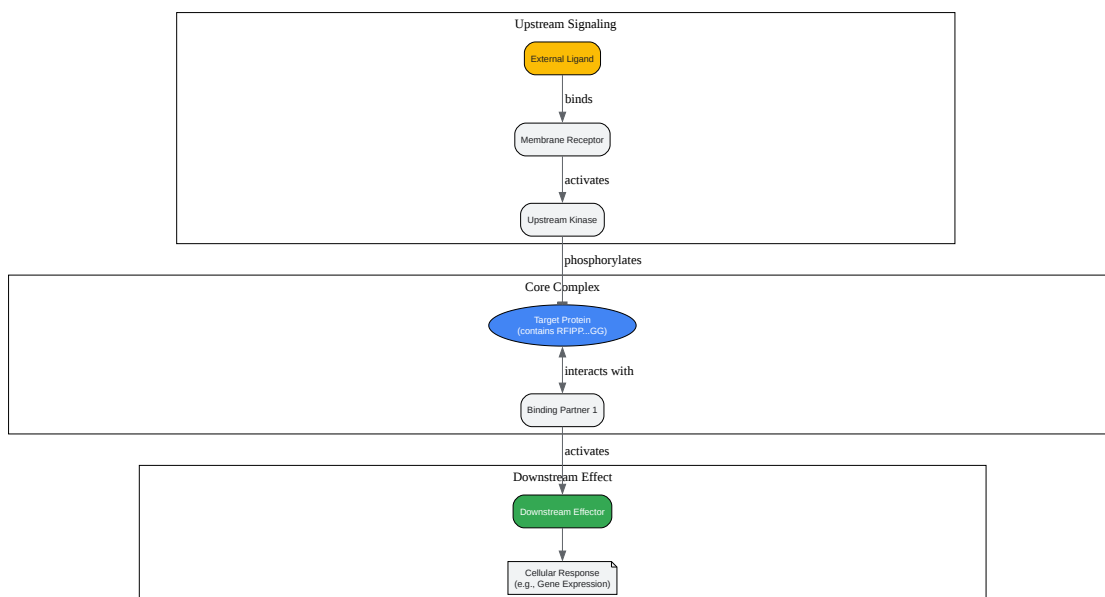 Upstream Signaling
External Ligand
binds
Membrane Receptor
activates
Upstream Kinase
phosphorylates
Core Complex
Target Protein
(contains RFIPP...GG)
interacts with
Binding Partner 1
activates
Downstream Effect
Downstream Effector
Cellular Response
(e.g., Gene Expression)